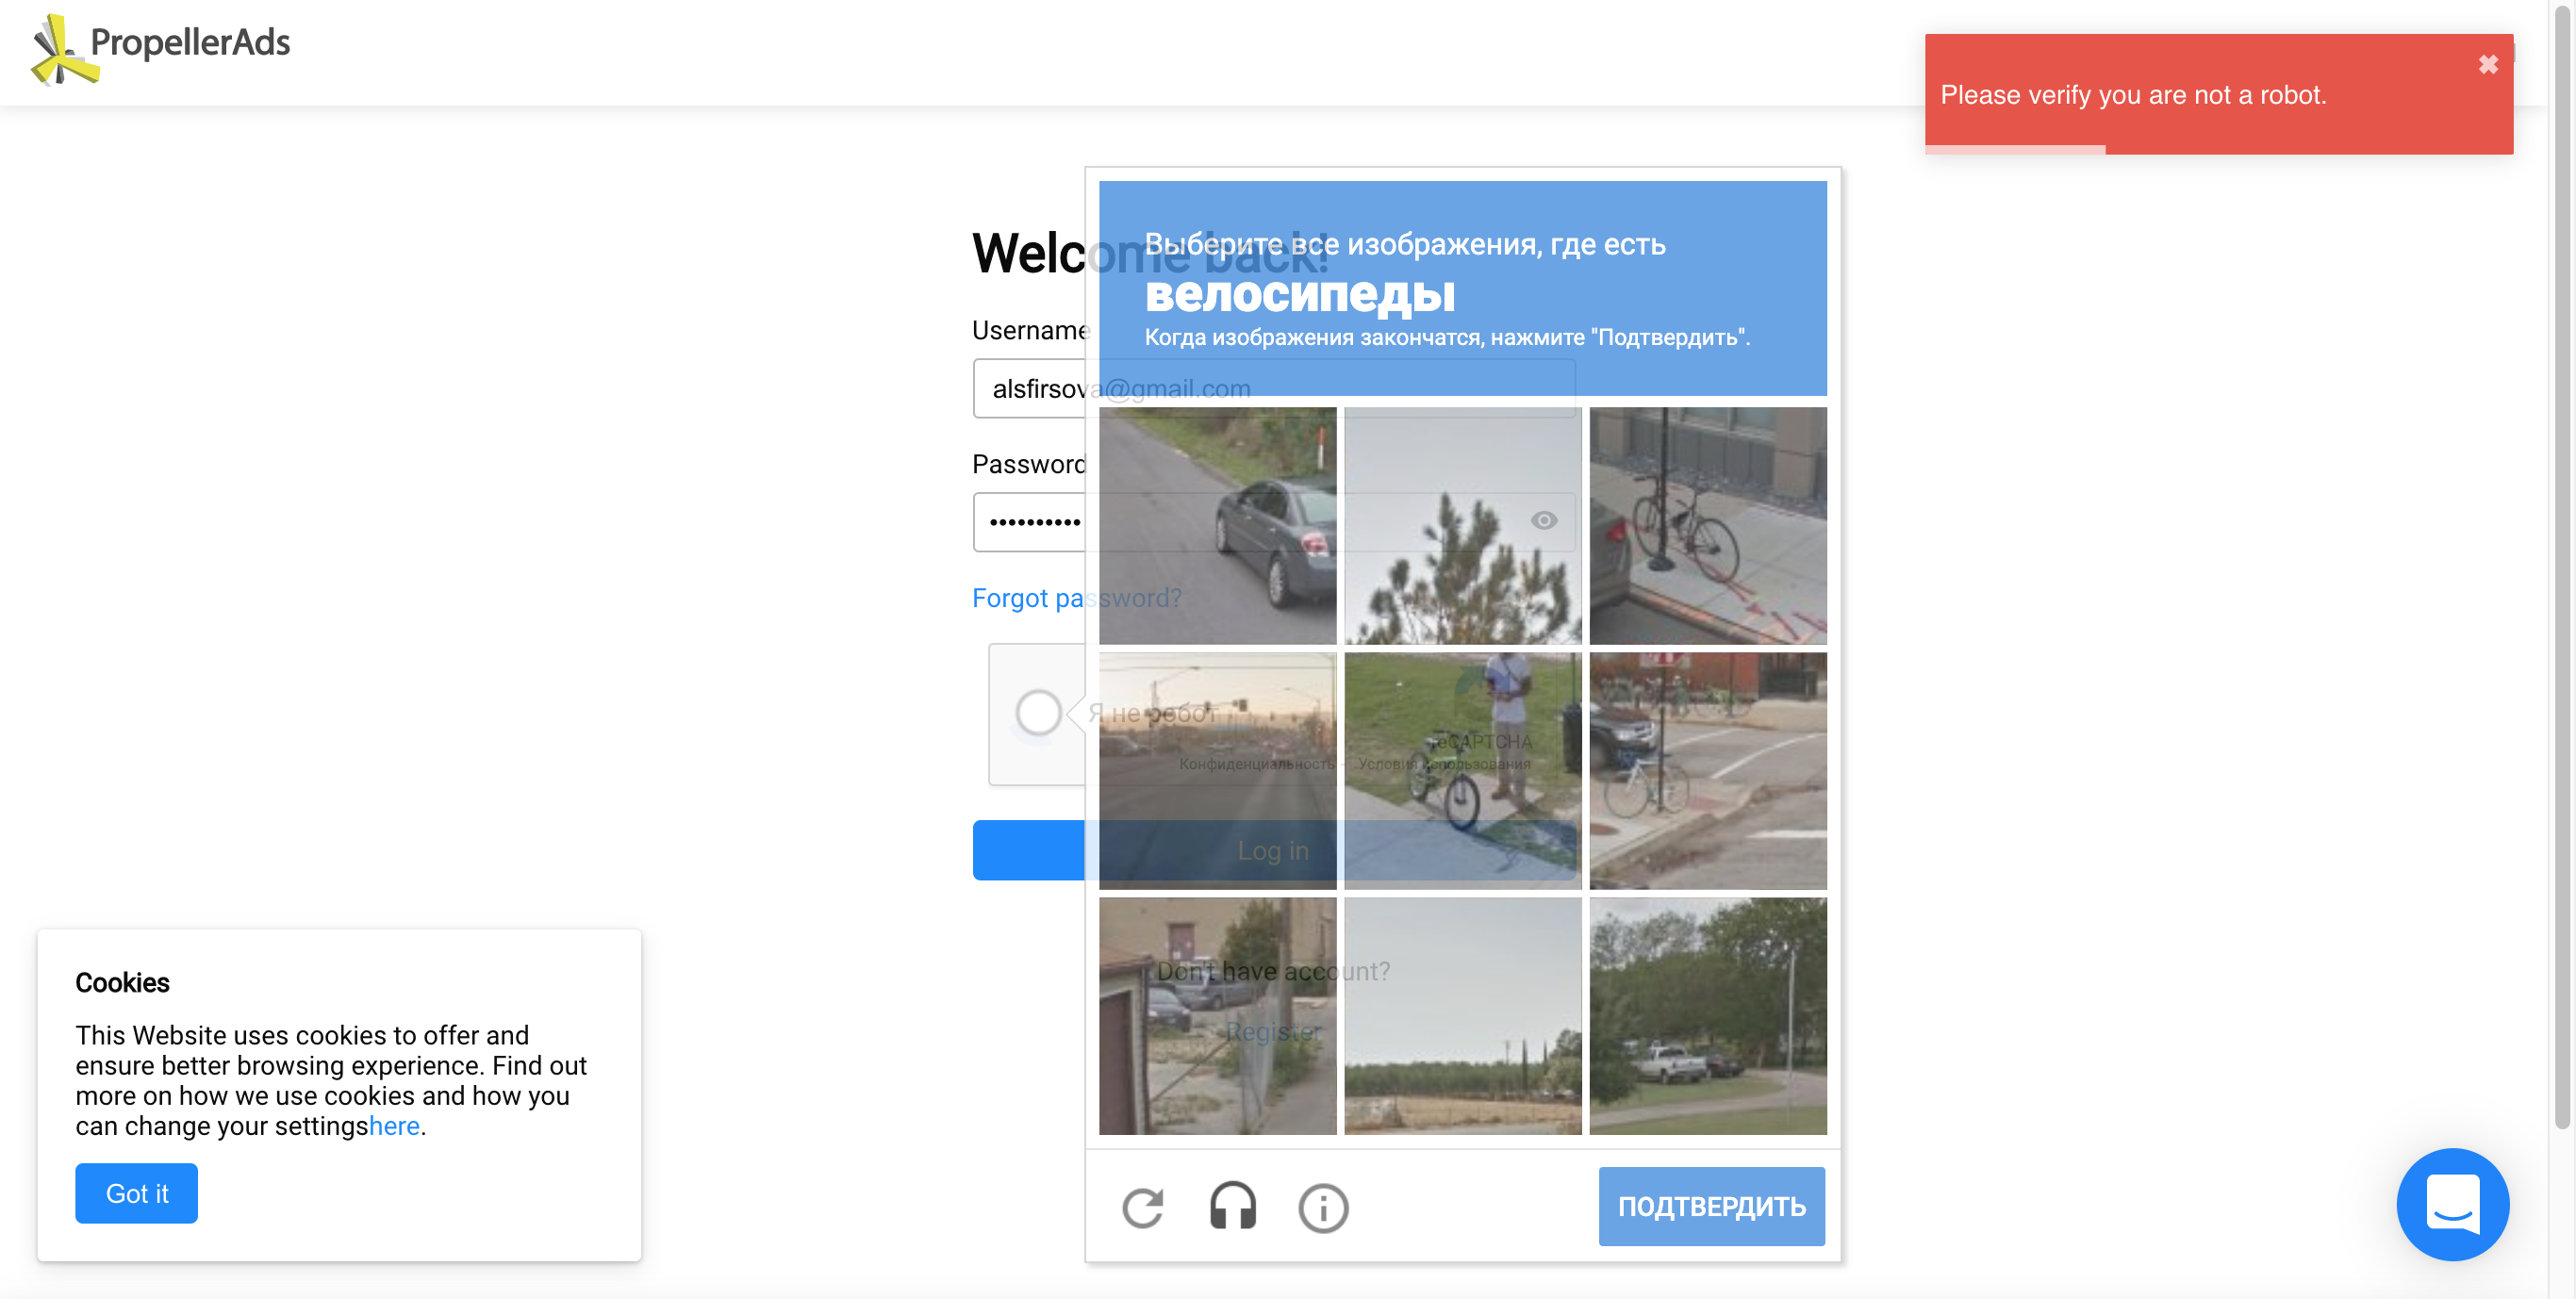 PropellerAds
Please verify you are not a robot.
Welcome back!
Username
alsfirsova@gmail.com
Password
Forgot password?
Я не робот
reCAPTCHA
Конфиденциальность - Условия использования
Log in
Don't have account?
Register
Выберите все изображения, где есть
велосипеды
Когда изображения закончатся, нажмите "Подтвердить".
ПОДТВЕРДИТЬ
Cookies
This Website uses cookies to offer and
ensure better browsing experience. Find out
more on how we use cookies and how you
can change your settingshere.
Got it